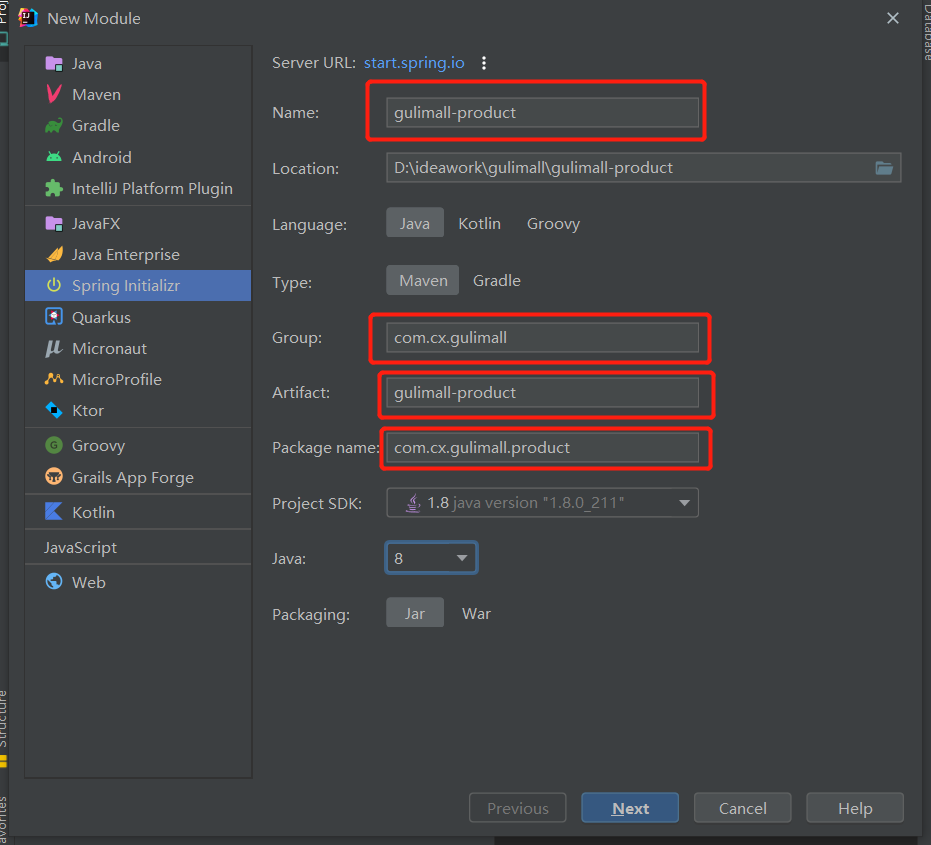 New Module
Java
Maven
Gradle
Android
IntelliJ Platform Plugin
JavaFX
Java Enterprise
Spring Initializr
Quarkus
Micronaut
MicroProfile
Ktor
Groovy
Grails App Forge
Kotlin
JavaScript
Web
Server URL: start.spring.io
Name: gulimall-product
Location: D:\ideawork\gulimall\gulimall-product
Language: Java Kotlin Groovy
Type: Maven Gradle
Group: com.cx.gulimall
Artifact: gulimall-product
Package name: com.cx.gulimall.product
Project SDK: 1.8 java version "1.8.0_211"
Java: 8
Packaging: Jar War
Previous Next Cancel Help
Structure
Database